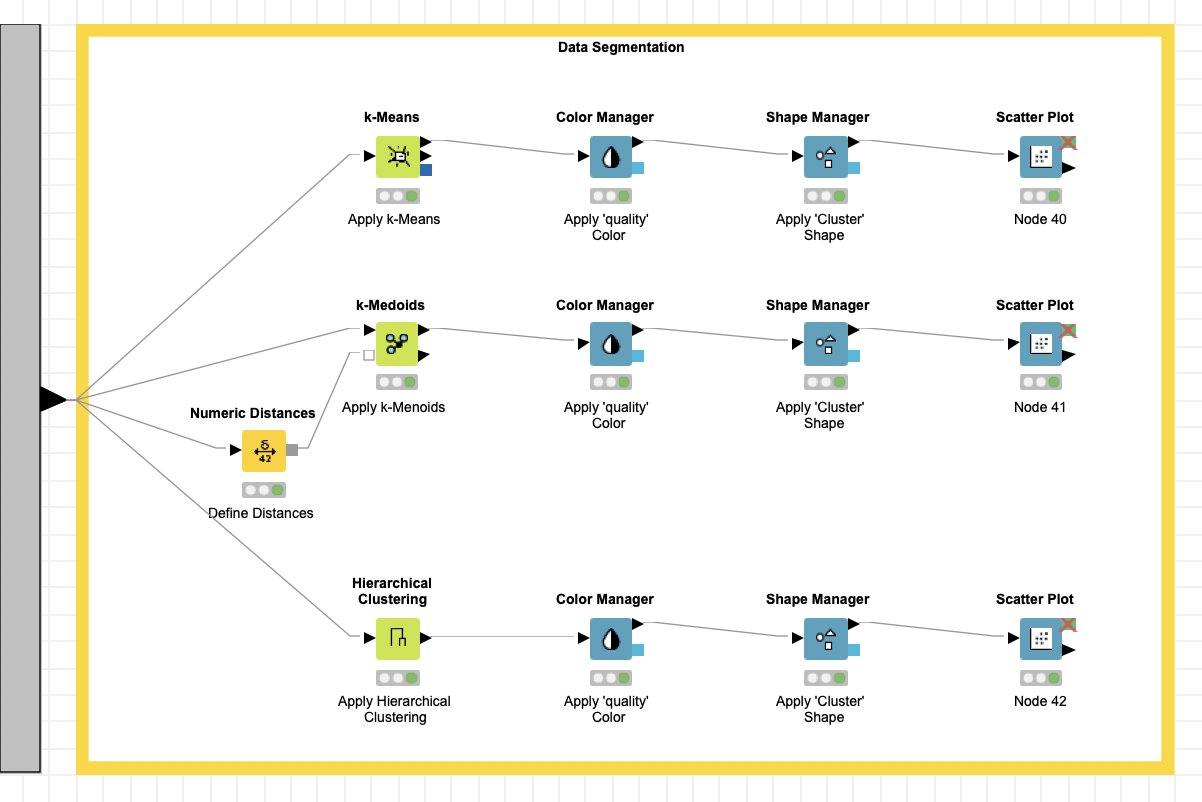 Data Segmentation
k-Means
Color Manager
Shape Manager
Scatter Plot
Apply k-Means
Apply 'quality'
Color
Apply 'Cluster'
Shape
Node 40
k-Medoids
Color Manager
Shape Manager
Scatter Plot
Apply k-Menoids
Apply 'quality'
Color
Apply 'Cluster'
Shape
Node 41
Numeric Distances
δ
42
Define Distances
Hierarchical
Clustering
Color Manager
Shape Manager
Scatter Plot
Apply Hierarchical
Clustering
Apply 'quality'
Color
Apply 'Cluster'
Shape
Node 42